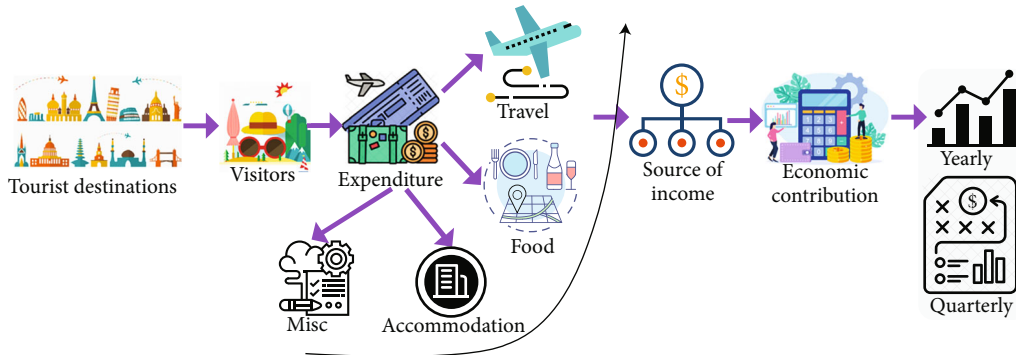 Tourist destinations
Visitors
Expenditure
Travel
Food
Misc
Accommodation
$
Source of
income
Economic
contribution
Yearly
$
Quarterly